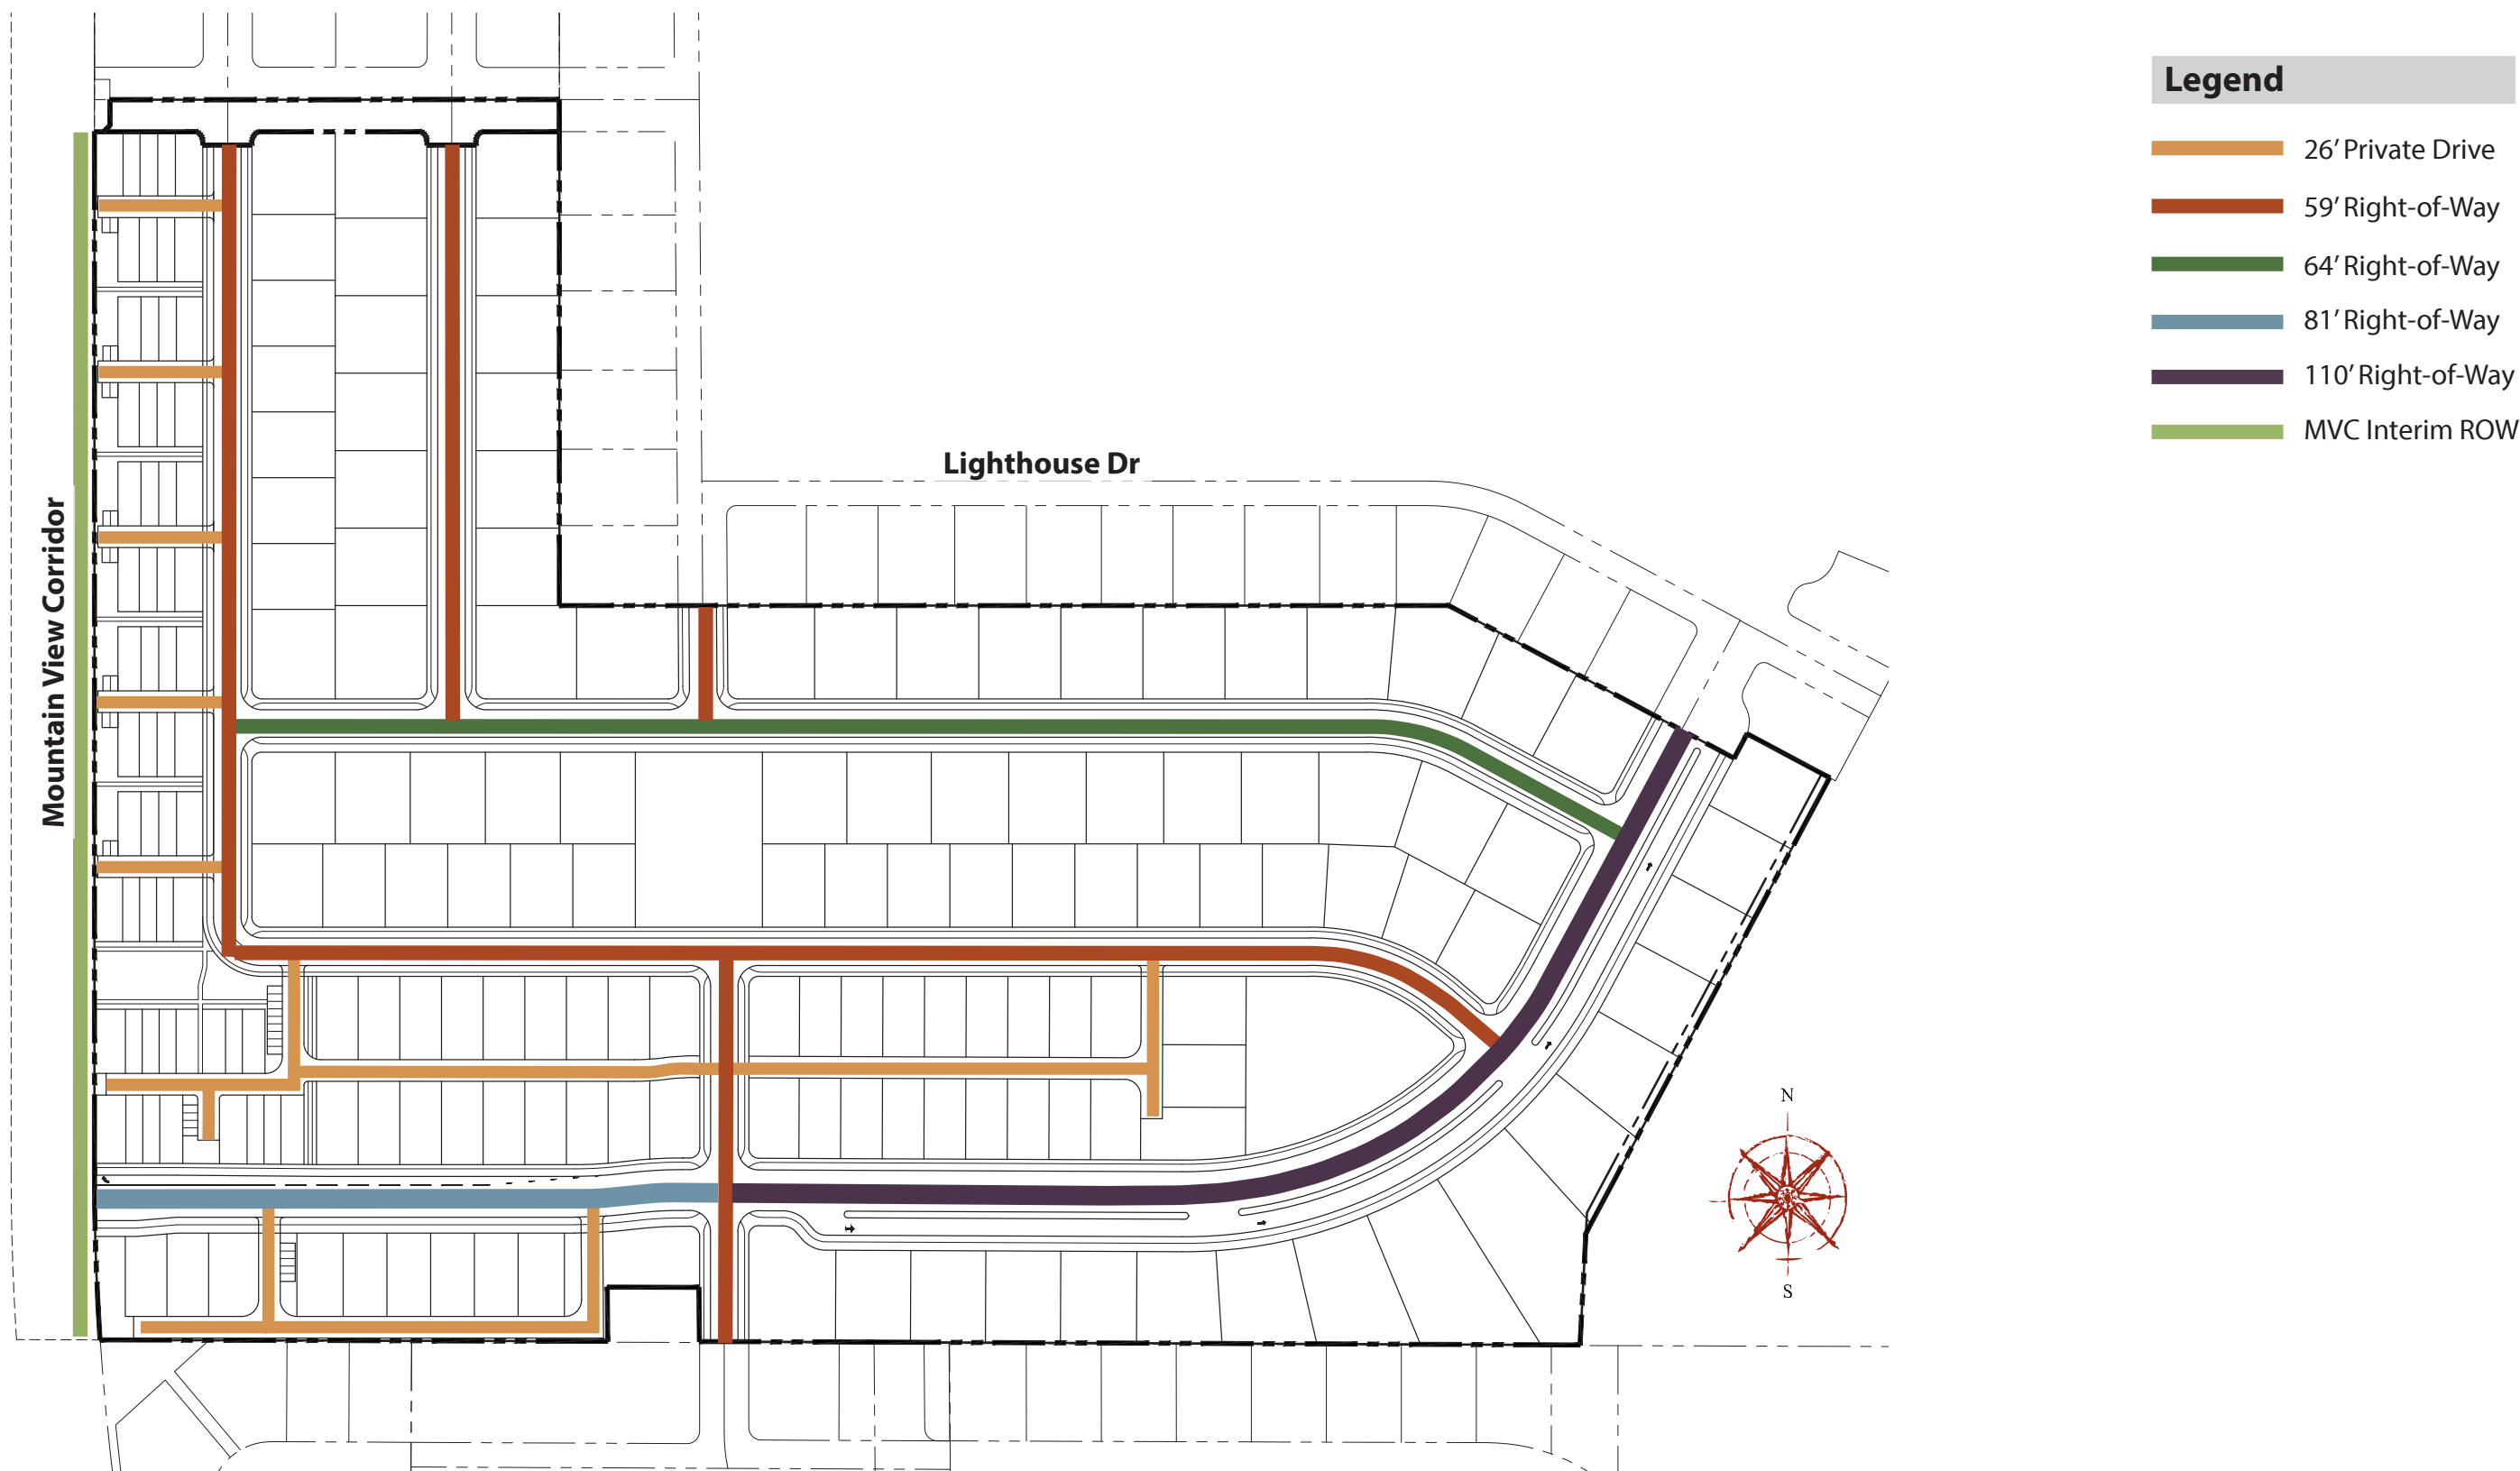 Legend
26' Private Drive
59' Right-of-Way
64' Right-of-Way
81' Right-of-Way
110' Right-of-Way
MVC Interim ROW
Lighthouse Dr
Mountain View Corridor
N
S